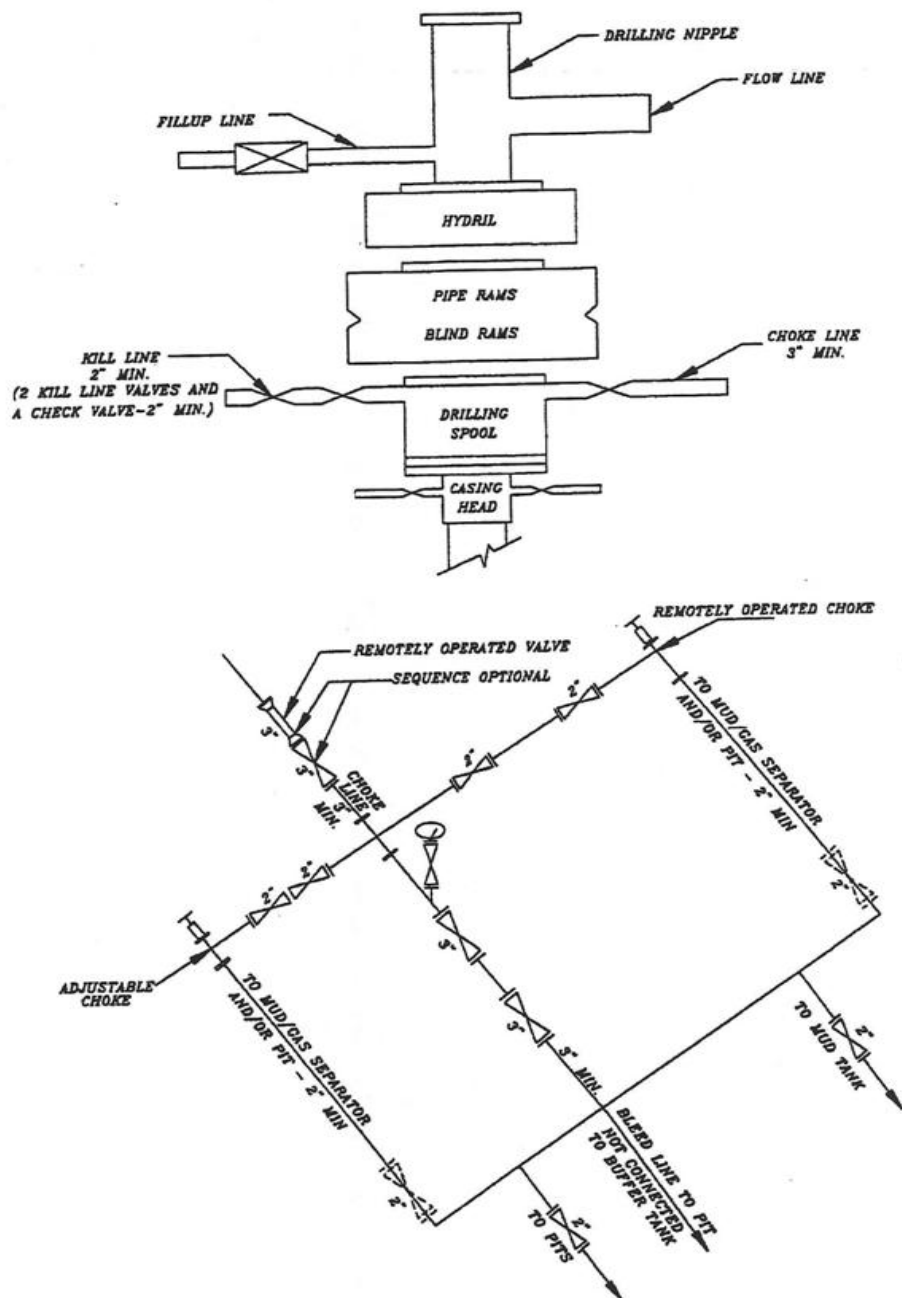 DRILLING NIPPLE
FLOW LINE
FILLUP LINE
HYDRIL
PIPE RAMS
BLIND RAMS
KILL LINE
2" MIN.
(2 KILL LINE VALVES AND
A CHECK VALVE-2" MIN.)
CHOKE LINE
3" MIN.
DRILLING
SPOOL
CASING
HEAD
REMOTELY OPERATED CHOKE
REMOTELY OPERATED VALVE
SEQUENCE OPTIONAL
3"
3"
CHOKE
LINE
3"
MIN.
2"
2"
TO MUD/GAS SEPARATOR
AND/OR PIT - 2" MIN
2"
2"
2"
3"
3"
3" MIN.
ADJUSTABLE
CHOKE
TO MUD/GAS SEPARATOR
AND/OR PIT - 2" MIN
2"
BLEED LINE TO PIT
NOT CONNECTED
TO BUFFER TANK
2"
TO MUD TANK
2"
TO PITS